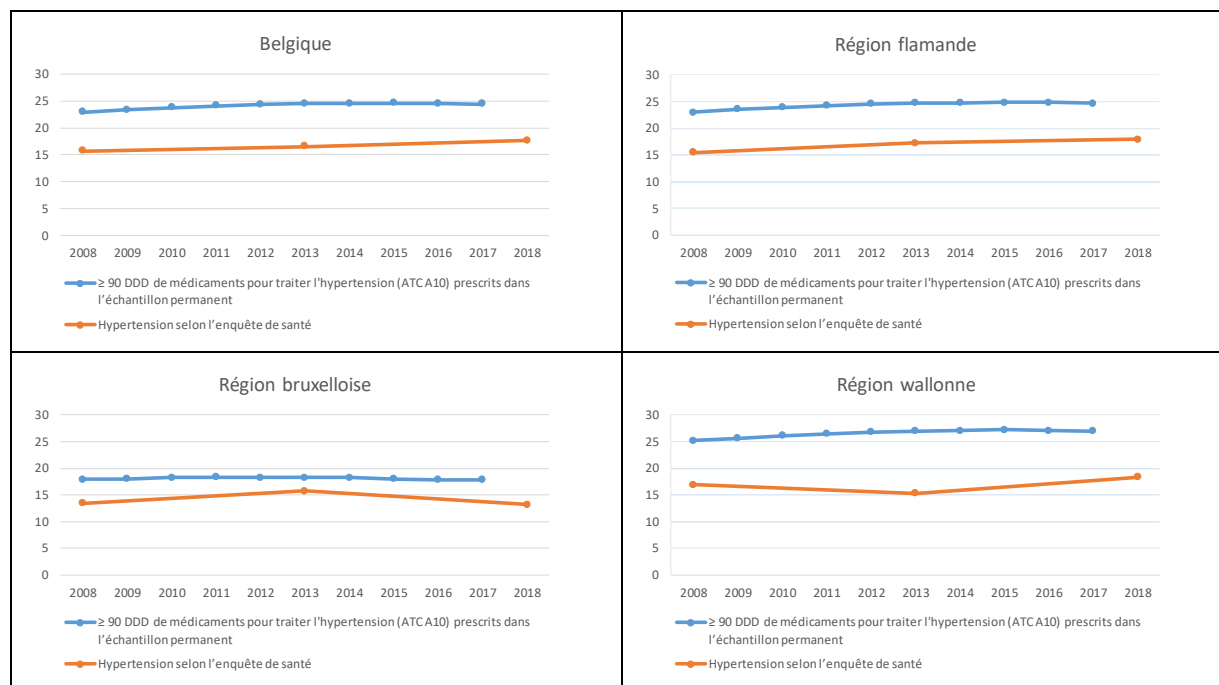 Belgique
30
25
20
15
10
5
0
2008 2009 2010 2011 2012 2013 2014 2015 2016 2017 2018
≥ 90 DDD de médicaments pour traiter l'hypertension (ATC A10) prescrits dans
l'échantillon permanent
Hypertension selon l'enquête de santé
Région flamande
30
25
20
15
10
5
0
2008 2009 2010 2011 2012 2013 2014 2015 2016 2017 2018
≥ 90 DDD de médicaments pour traiter l'hypertension (ATC A10) prescrits dans
l'échantillon permanent
Hypertension selon l'enquête de santé
Région bruxelloise
30
25
20
15
10
5
0
2008 2009 2010 2011 2012 2013 2014 2015 2016 2017 2018
≥ 90 DDD de médicaments pour traiter l'hypertension (ATC A10) prescrits dans
l'échantillon permanent
Hypertension selon l'enquête de santé
Région wallonne
30
25
20
15
10
5
0
2008 2009 2010 2011 2012 2013 2014 2015 2016 2017 2018
≥ 90 DDD de médicaments pour traiter l'hypertension (ATC A10) prescrits dans
l'échantillon permanent
Hypertension selon l'enquête de santé